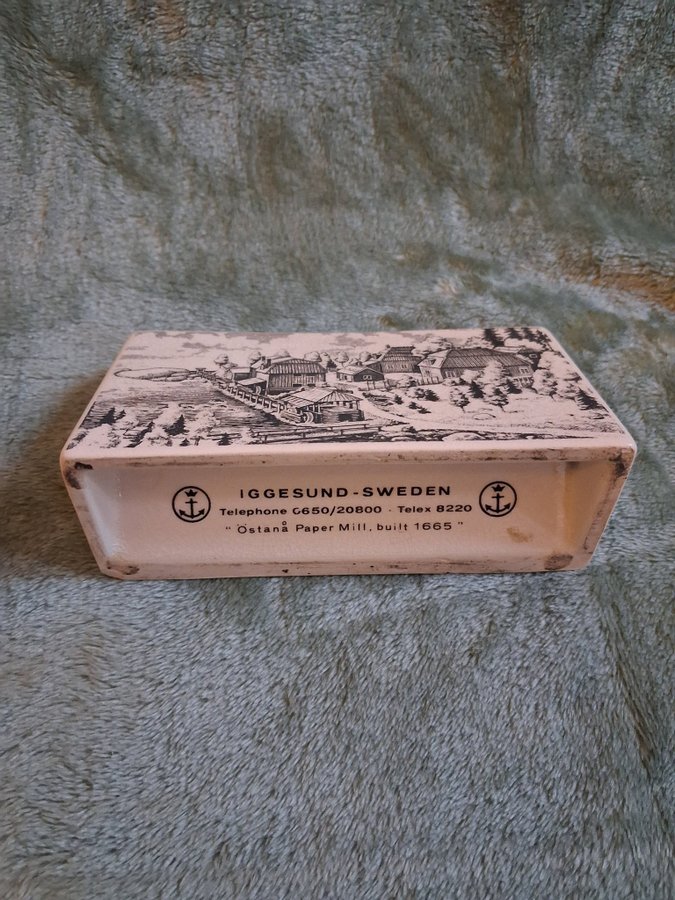 IGGESUND-SWEDEN
Telephone 0650/20800 · Telex 8220
"Östanå Paper Mill, built 1665"